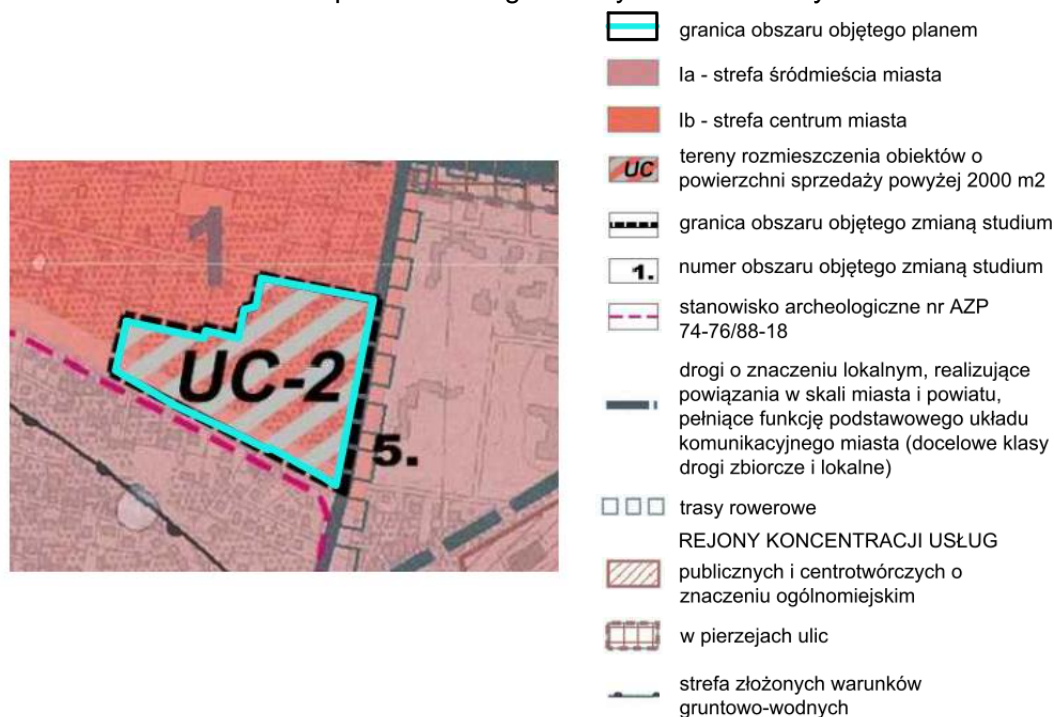 granica obszaru objętego planem
Ia - strefa śródmieścia miasta
Ib - strefa centrum miasta
UC
tereny rozmieszczenia obiektów o
powierzchni sprzedaży powyżej 2000 m2
granica obszaru objętego zmianą studium
1.
numer obszaru objętego zmianą studium
stanowisko archeologiczne nr AZP
74-76/88-18
drogi o znaczeniu lokalnym, realizujące
powiązania w skali miasta i powiatu,
pełniące funkcję podstawowego układu
komunikacyjnego miasta (docelowe klasy
drogi zbiorcze i lokalne)
trasy rowerowe
REJONY KONCENTRACJI USŁUG
publicznych i centrotwórczych o
znaczeniu ogólnomiejskim
w pierzejach ulic
strefa złożonych warunków
gruntowo-wodnych
1
UC-2
5.